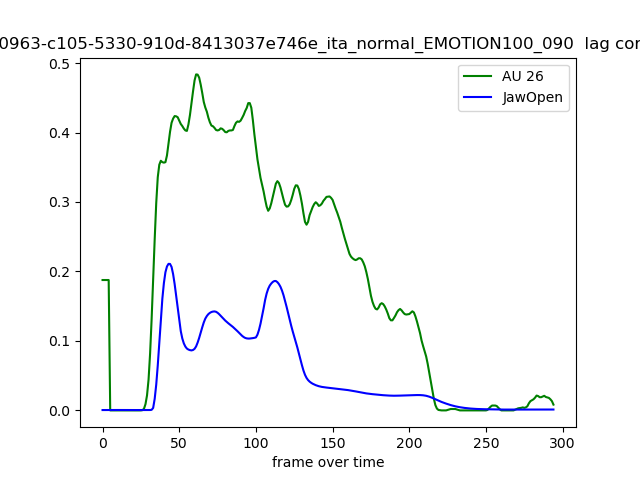 0963-c105-5330-910d-8413037e746e_ita_normal_EMOTION100_090 lag cor
AU 26
JawOpen
0.5
0.4
0.3
0.2
0.1
0.0
0 50 100 150 200 250 300
frame over time